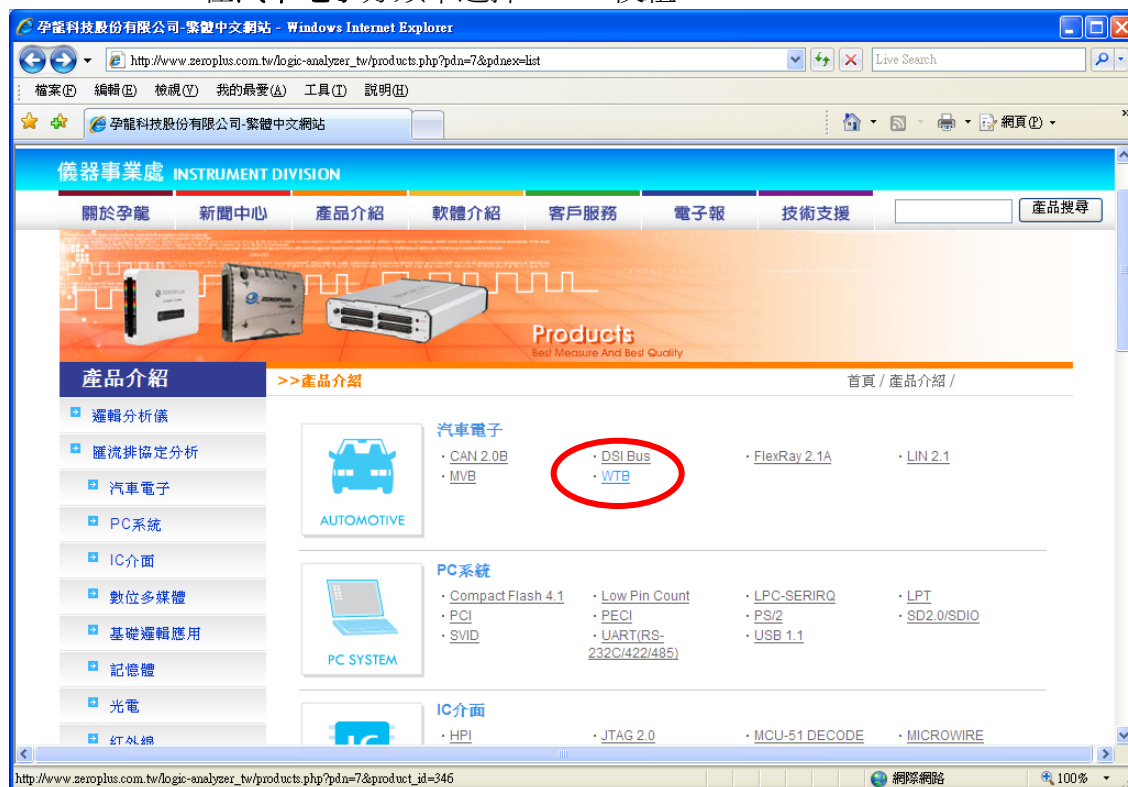 孕龍科技股份有限公司-繁體中文網站 - Windows Internet Explorer
http://www.zeroplus.com.tw/logic-analyzer_tw/products.php?pdn=7&pdnex=list
Live Search
檔案(F) 編輯(E) 檢視(V) 我的最愛(A) 工具(T) 說明(H)
孕龍科技股份有限公司-繁體中文網站
網頁(P)
儀器事業處 INSTRUMENT DIVISION
關於孕龍 新聞中心 產品介紹 軟體介紹 客戶服務 電子報 技術支援 產品搜尋
Products
Best Measure And Best Quality
產品介紹
>>產品介紹
首頁 / 產品介紹 /
邏輯分析儀
匯流排協定分析
汽車電子
PC系統
IC介面
數位多媒體
基礎邏輯應用
記憶體
光電
紅外線
AUTOMOTIVE
汽車電子
· CAN 2.0B · DSI Bus · FlexRay 2.1A · LIN 2.1
· MVB · WTB
PC SYSTEM
PC系統
· Compact Flash 4.1 · Low Pin Count · LPC-SERIRQ · LPT
· PCI · PECI · PS/2 · SD2.0/SDIO
· SVID · UART(RS-232C/422/485) · USB 1.1
IC
IC介面
· HPI · JTAG 2.0 · MCU-51 DECODE · MICROWIRE
http://www.zeroplus.com.tw/logic-analyzer_tw/products.php?pdn=7&product_id=346
網際網路
100%